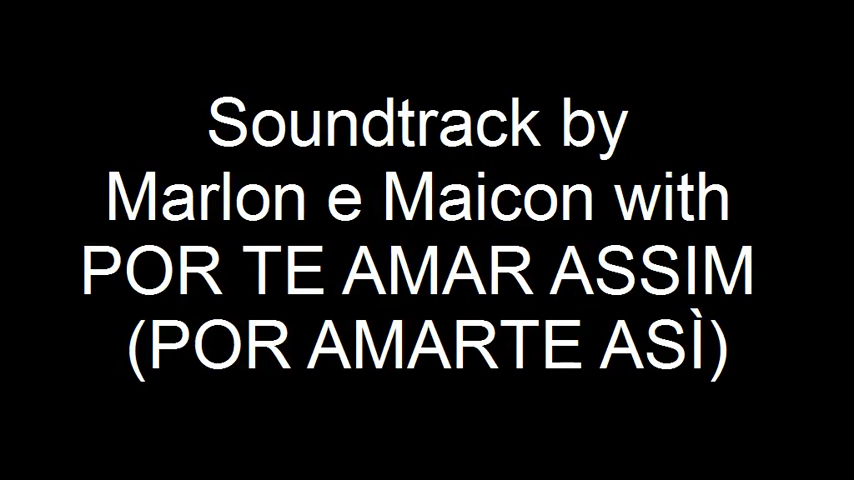 Soundtrack by
Marlon e Maicon with
POR TE AMAR ASSIM
(POR AMARTE ASÌ)